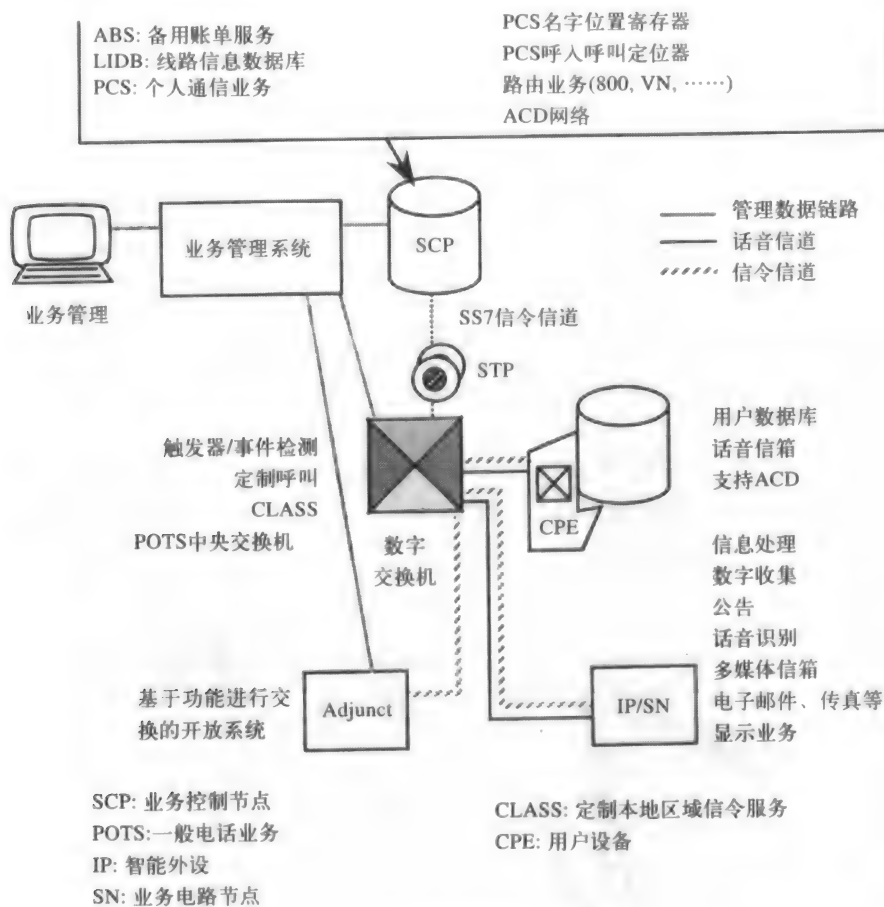 ABS: 备用账单服务
LIDB: 线路信息数据库
PCS: 个人通信业务
PCS名字位置寄存器
PCS呼入呼叫定位器
路由业务(800, VN, ……)
ACD网络
业务管理系统
SCP
管理数据链路
话音信道
信令信道
业务管理
SS7信令信道
STP
触发器/事件检测
定制呼叫
CLASS
POTS中央交换机
数字
交换机
CPE
用户数据库
话音信箱
支持ACD
信息处理
数字收集
公告
话音识别
多媒体信箱
电子邮件、传真等
显示业务
基于功能进行交
换的开放系统
Adjunct
IP/SN
SCP: 业务控制节点
POTS:一般电话业务
IP: 智能外设
SN: 业务电路节点
CLASS: 定制本地区域信令服务
CPE: 用户设备